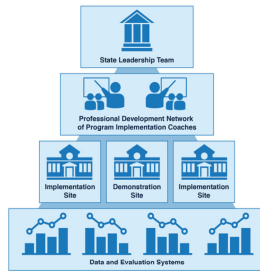 State Leadership Team
Professional Development Network
of Program Implementation Coaches
Implementation
Site
Demonstration
Site
Implementation
Site
Data and Evaluation Systems